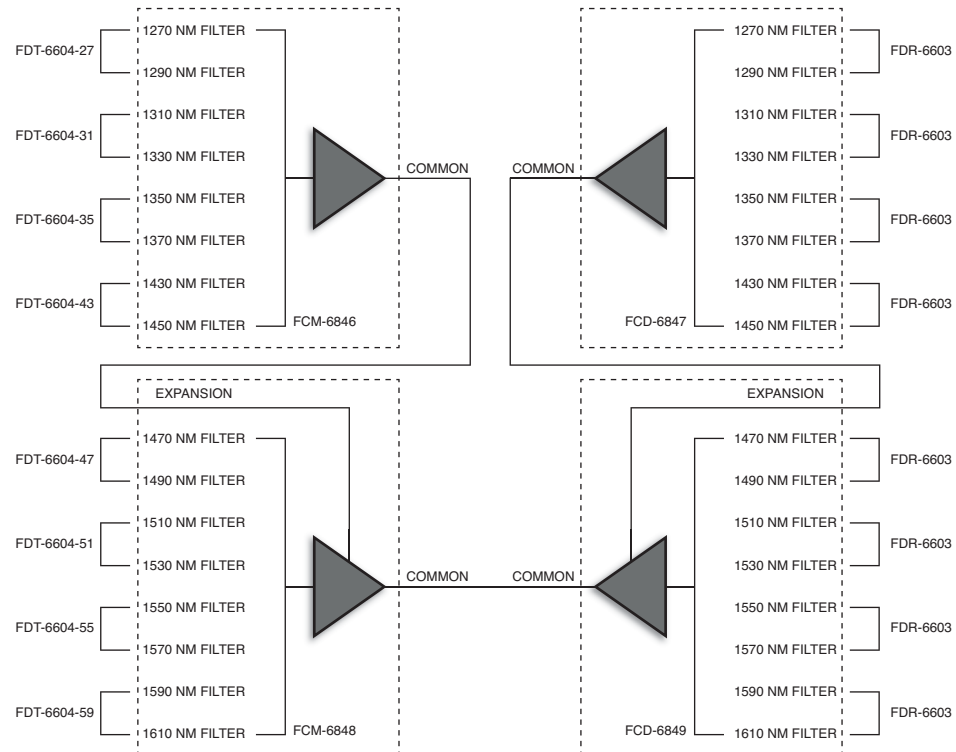 FDT-6604-27
1270 NM FILTER
1290 NM FILTER
FDT-6604-31
1310 NM FILTER
1330 NM FILTER
FDT-6604-35
1350 NM FILTER
1370 NM FILTER
FDT-6604-43
1430 NM FILTER
1450 NM FILTER
FCM-6846
COMMON
COMMON
1270 NM FILTER
1290 NM FILTER
FDR-6603
1310 NM FILTER
1330 NM FILTER
FDR-6603
1350 NM FILTER
1370 NM FILTER
FDR-6603
1430 NM FILTER
1450 NM FILTER
FDR-6603
FCD-6847
EXPANSION
FDT-6604-47
1470 NM FILTER
1490 NM FILTER
FDT-6604-51
1510 NM FILTER
1530 NM FILTER
FDT-6604-55
1550 NM FILTER
1570 NM FILTER
FDT-6604-59
1590 NM FILTER
1610 NM FILTER
FCM-6848
COMMON
COMMON
EXPANSION
1470 NM FILTER
1490 NM FILTER
FDR-6603
1510 NM FILTER
1530 NM FILTER
FDR-6603
1550 NM FILTER
1570 NM FILTER
FDR-6603
1590 NM FILTER
1610 NM FILTER
FDR-6603
FCD-6849